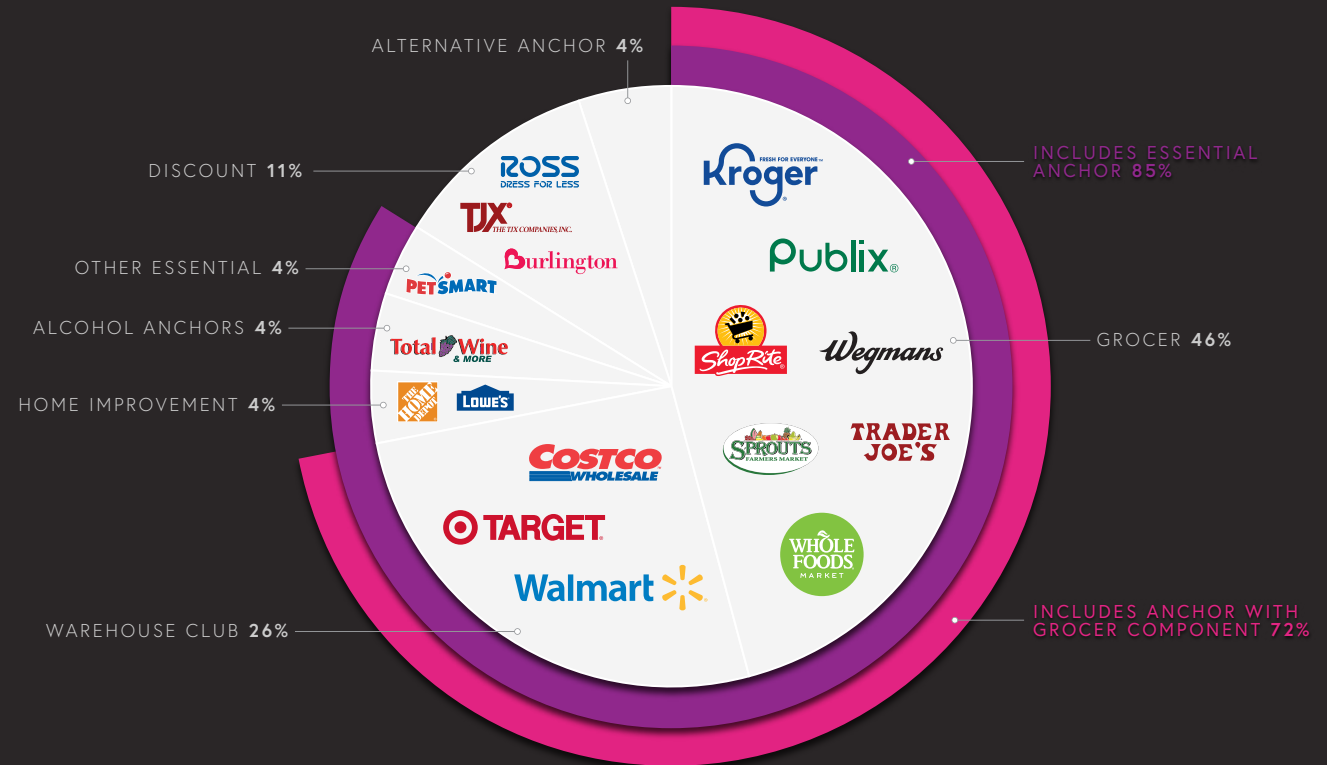 ALTERNATIVE ANCHOR 4%
DISCOUNT 11%
OTHER ESSENTIAL 4%
ALCOHOL ANCHORS 4%
HOME IMPROVEMENT 4%
WAREHOUSE CLUB 26%
INCLUDES ESSENTIAL
ANCHOR 85%
GROCER 46%
INCLUDES ANCHOR WITH
GROCER COMPONENT 72%
ROSS
DRESS FOR LESS
TJX®
THE TJX COMPANIES, INC.
Burlington
PETSMART
Total Wine
& MORE
THE
HOME
DEPOT
LOWE'S
COSTCO
WHOLESALE
TARGET
Walmart
FRESH FOR EVERYONE™
Kroger
®
Publix®
ShopRite®
Wegmans
SPROUTS
FARMERS MARKET
TRADER
JOE'S
WHOLE
FOODS
MARKET